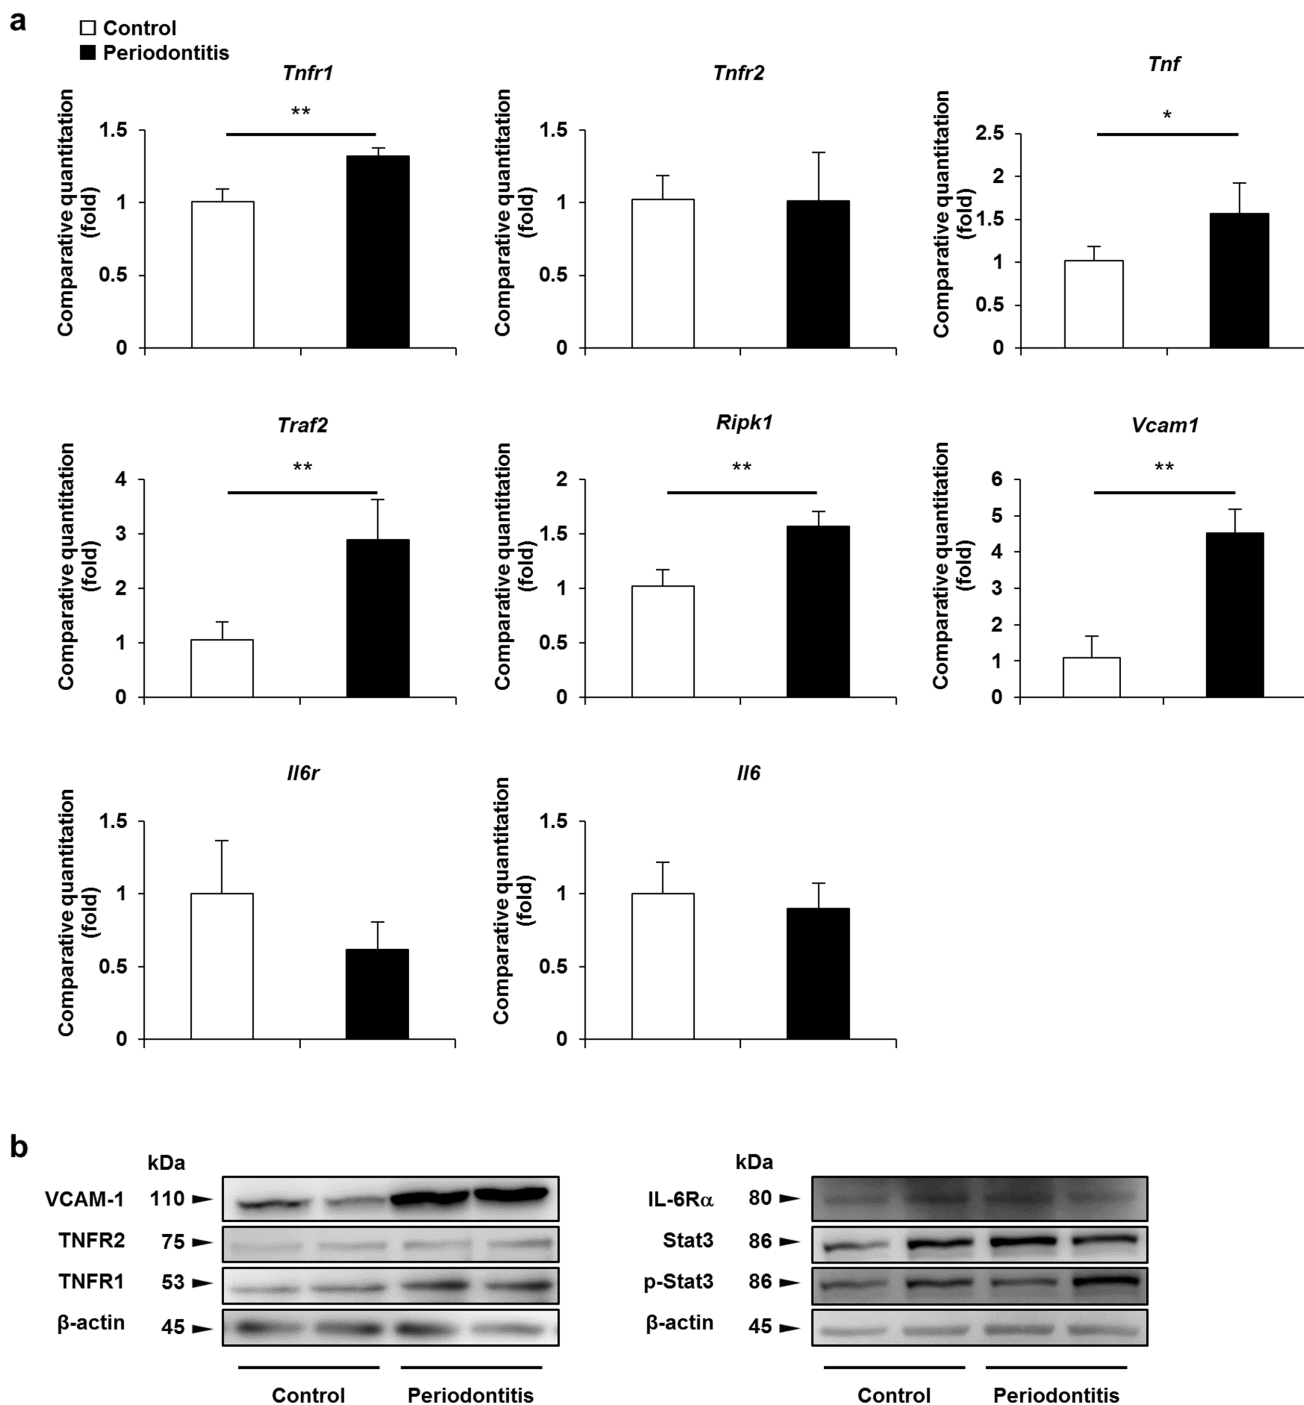 a
Control
Periodontitis
Tnfr1
Comparative quantitation
(fold)
1.5
1
0.5
0
**
Tnfr2
Comparative quantitation
(fold)
1.5
1
0.5
0
Tnf
Comparative quantitation
(fold)
2.5
2
1.5
1
0.5
0
*
Traf2
Comparative quantitation
(fold)
4
3
2
1
0
**
Ripk1
Comparative quantitation
(fold)
2
1.5
1
0.5
0
**
Vcam1
Comparative quantitation
(fold)
6
5
4
3
2
1
0
**
Il6r
Comparative quantitation
(fold)
1.5
1
0.5
0
Il6
Comparative quantitation
(fold)
1.5
1
0.5
0
b
kDa
VCAM-1 110
TNFR2 75
TNFR1 53
β-actin 45
Control Periodontitis
kDa
IL-6Rα 80
Stat3 86
p-Stat3 86
β-actin 45
Control Periodontitis